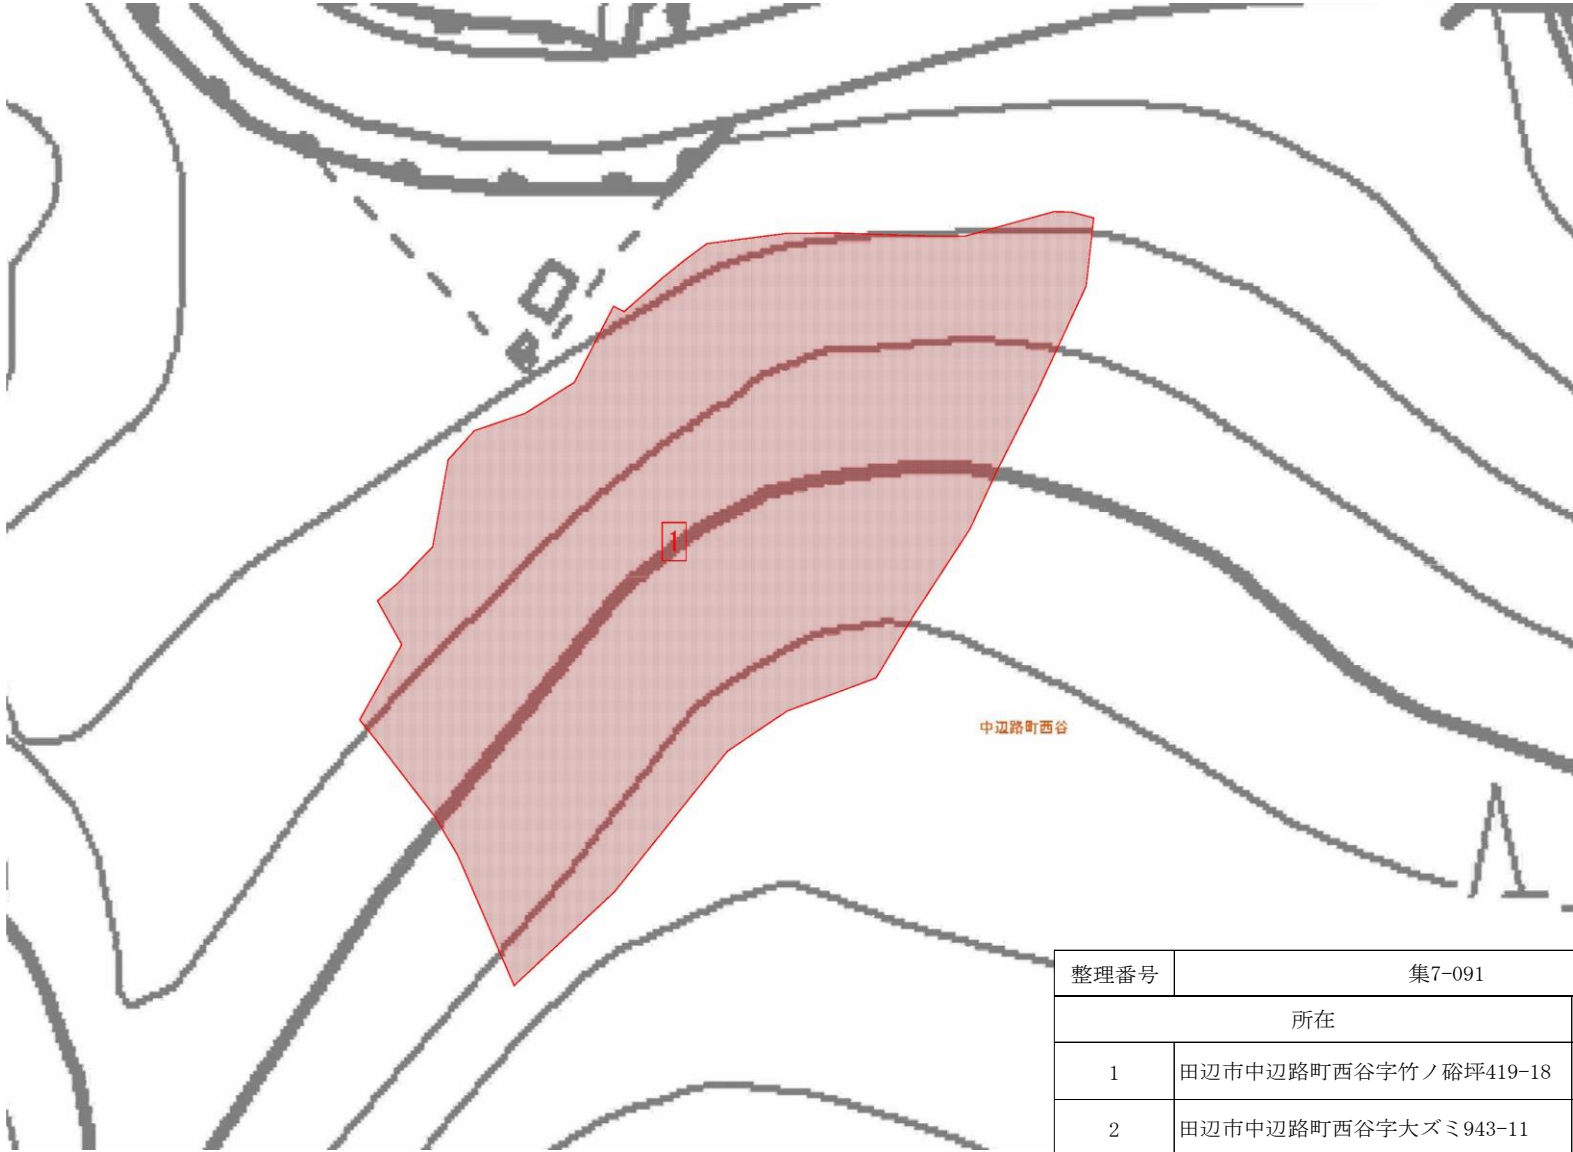 1
中辺路町西谷
整理番号 集7-091
所在
1 田辺市中辺路町西谷字竹ノ硲坪419-18
2 田辺市中辺路町西谷字大ズミ943-11